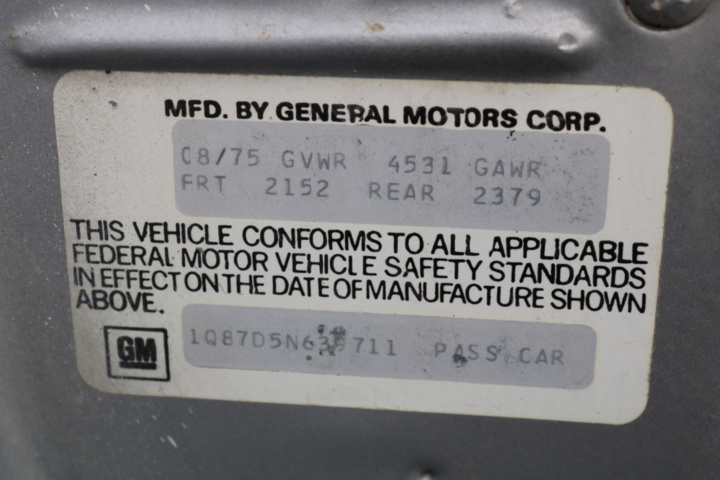 MFD. BY GENERAL MOTORS CORP.
08/75 GVWR 4531 GAWR
FRT 2152 REAR 2379
THIS VEHICLE CONFORMS TO ALL APPLICABLE
FEDERAL MOTOR VEHICLE SAFETY STANDARDS
IN EFFECT ON THE DATE OF MANUFACTURE SHOWN
ABOVE.
GM
PASS CAR